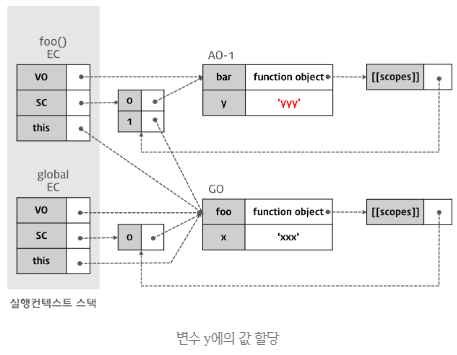 foo()
EC
VO
SC
this
0
1
AO-1
bar function object
y 'yyy'
[[scopes]]
global
EC
VO
SC
this
0
GO
foo function object
x 'xxx'
[[scopes]]
실행컨텍스트 스택
변수 y에의 값 할당